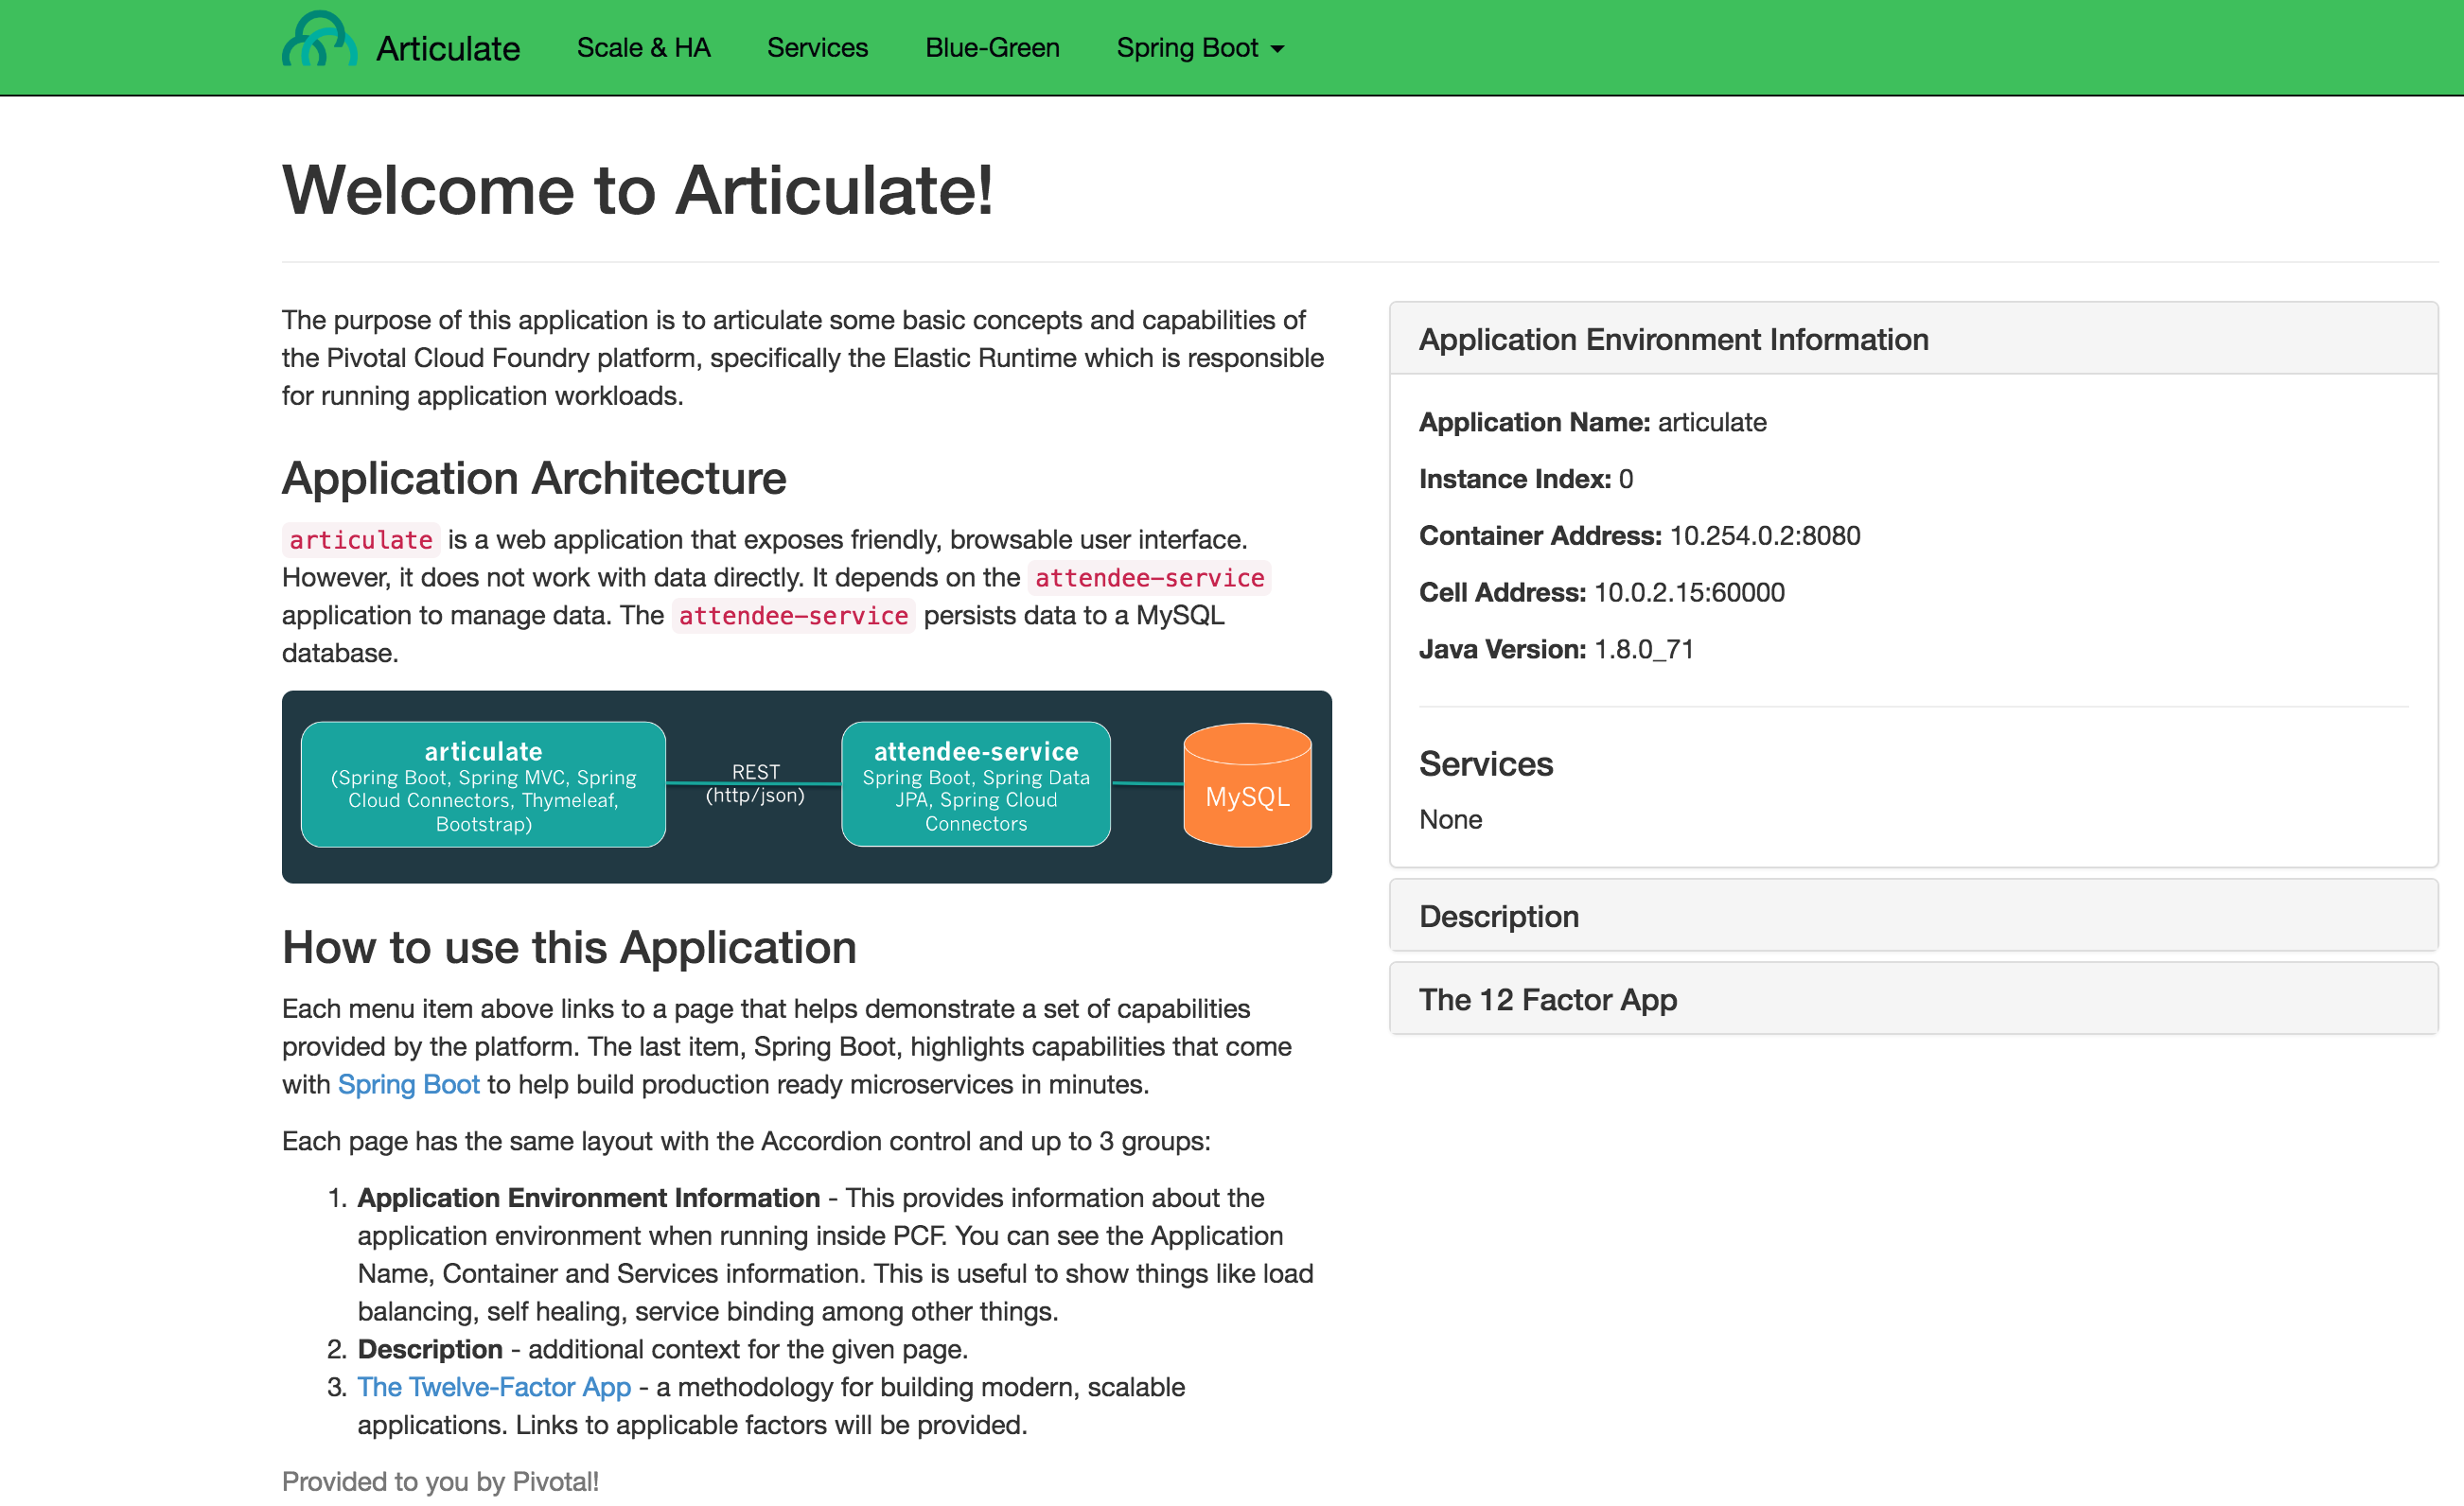 Articulate Scale & HA Services Blue-Green Spring Boot
Welcome to Articulate!
The purpose of this application is to articulate some basic concepts and capabilities of
the Pivotal Cloud Foundry platform, specifically the Elastic Runtime which is responsible
for running application workloads.
Application Architecture
articulate is a web application that exposes friendly, browsable user interface.
However, it does not work with data directly. It depends on the attendee-service
application to manage data. The attendee-service persists data to a MySQL
database.
articulate
(Spring Boot, Spring MVC, Spring
Cloud Connectors, Thymeleaf,
Bootstrap)
REST
(http/json)
attendee-service
Spring Boot, Spring Data
JPA, Spring Cloud
Connectors
MySQL
How to use this Application
Each menu item above links to a page that helps demonstrate a set of capabilities
provided by the platform. The last item, Spring Boot, highlights capabilities that come
with Spring Boot to help build production ready microservices in minutes.
Each page has the same layout with the Accordion control and up to 3 groups:
1. Application Environment Information - This provides information about the
application environment when running inside PCF. You can see the Application
Name, Container and Services information. This is useful to show things like load
balancing, self healing, service binding among other things.
2. Description - additional context for the given page.
3. The Twelve-Factor App - a methodology for building modern, scalable
applications. Links to applicable factors will be provided.
Provided to you by Pivotal!
Application Environment Information
Application Name: articulate
Instance Index: 0
Container Address: 10.254.0.2:8080
Cell Address: 10.0.2.15:60000
Java Version: 1.8.0_71
Services
None
Description
The 12 Factor App